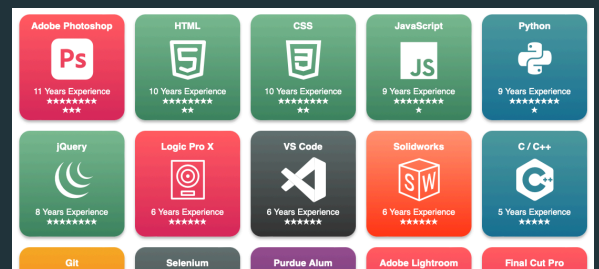 Adobe Photoshop
Ps
11 Years Experience
★★★★★★★★
★★★
HTML
5
10 Years Experience
★★★★★★★★
★★
CSS
3
10 Years Experience
★★★★★★★★
★★
JavaScript
JS
9 Years Experience
★★★★★★★★
★
Python
9 Years Experience
★★★★★★★★
★
jQuery
8 Years Experience
★★★★★★★★
Logic Pro X
6 Years Experience
★★★★★★
VS Code
6 Years Experience
★★★★★★
Solidworks
SW
6 Years Experience
★★★★★★
C / C++
C++
5 Years Experience
★★★★★
Git
Selenium
Purdue Alum
Adobe Lightroom
Final Cut Pro